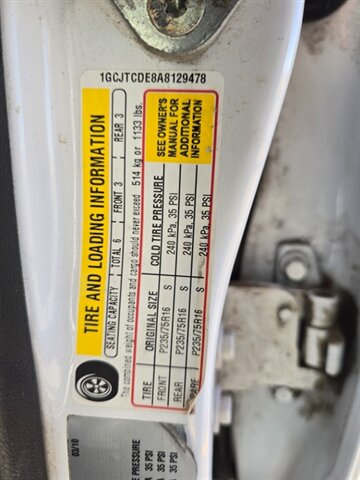 1GCJTCDE8A8129478
TIRE AND LOADING INFORMATION
SEATING CAPACITY TOTAL 6 FRONT 3 REAR 3
The combined weight of occupants and cargo should never exceed 514 kg or 1133 lbs.
TIRE ORIGINAL SIZE COLD TIRE PRESSURE
FRONT P235/75R16 S 240 kPa, 35 PSI
REAR P235/75R16 S 240 kPa, 35 PSI
SPARE P235/75R16 S 240 kPa, 35 PSI
SEE OWNER'S
MANUAL FOR
ADDITIONAL
INFORMATION
03/10
PRESSURE
35 PSI
35 PSI